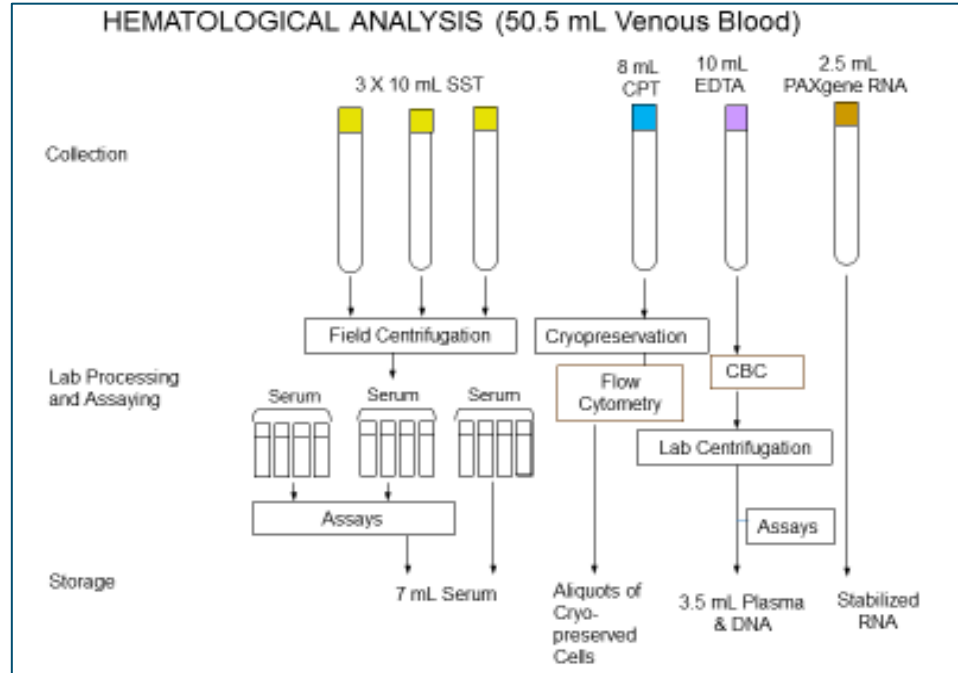 HEMATOLOGICAL ANALYSIS (50.5 mL Venous Blood)
3 X 10 mL SST
8 mL
CPT
10 mL
EDTA
2.5 mL
PAXgene RNA
Collection
Field Centrifugation
Cryopreservation
Lab Processing
and Assaying
CBC
Flow
Cytometry
Serum
Serum
Serum
Lab Centrifugation
Assays
Assays
Storage
7 mL Serum
Aliquots of
Cryo-
preserved
Cells
3.5 mL Plasma
& DNA
Stabilized
RNA